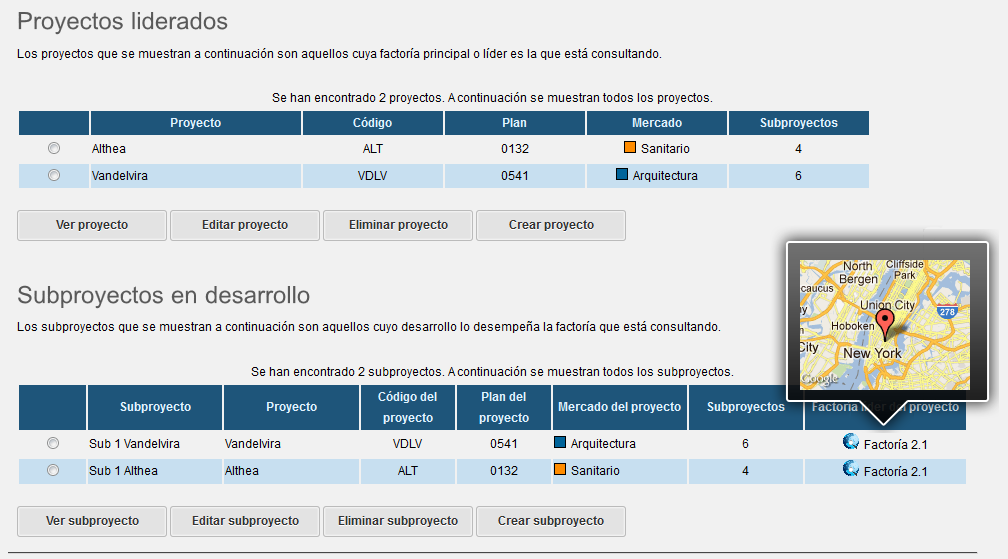 Proyectos liderados
Los proyectos que se muestran a continuación son aquellos cuya factoría principal o líder es la que está consultando.
Se han encontrado 2 proyectos. A continuación se muestran todos los proyectos.
Proyecto Código Plan Mercado Subproyectos
Althea ALT 0132 Sanitario 4
Vandelvira VDLV 0541 Arquitectura 6
Ver proyecto Editar proyecto Eliminar proyecto Crear proyecto
North Cliffside
Bergen Park
caucus
Union City
278
Hoboken
City
New York
Google
Subproyectos en desarrollo
Los subproyectos que se muestran a continuación son aquellos cuyo desarrollo lo desempeña la factoría que está consultando.
Se han encontrado 2 subproyectos. A continuación se muestran todos los subproyectos.
Subproyecto Proyecto Código del proyecto Plan del proyecto Mercado del proyecto Subproyectos Factoría líder del proyecto
Sub 1 Vandelvira Vandelvira VDLV 0541 Arquitectura 6 Factoría 2.1
Sub 1 Althea Althea ALT 0132 Sanitario 4 Factoría 2.1
Ver subproyecto Editar subproyecto Eliminar subproyecto Crear subproyecto